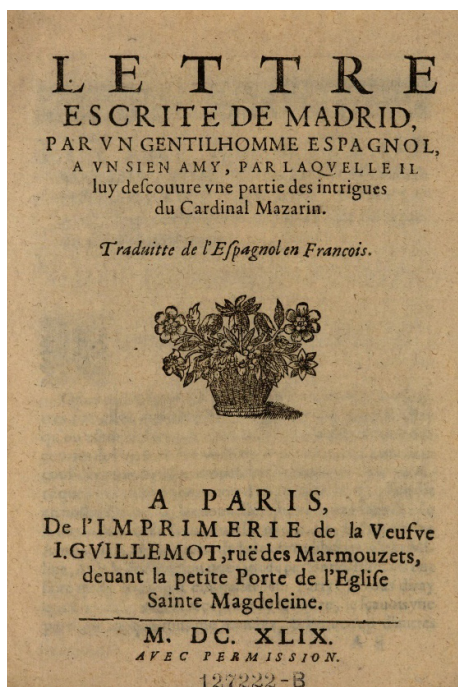 LETTRE
ESCRITE DE MADRID,
PAR VN GENTILHOMME ESPAGNOL,
A VN SIEN AMY, PAR LAQVELLE IL
luy deſcouure vne partie des intrigues
du Cardinal Mazarin.
Traduitte de l'Eſpagnol en Francois.
A PARIS,
De l'IMPRIMERIE de la Veufve
I. GVILLEMOT, ruë des Marmouzets,
deuant la petite Porte de l'Egliſe
Sainte Magdeleine.
M. DC. XLIX.
AVEC PERMISSION.
127222-B